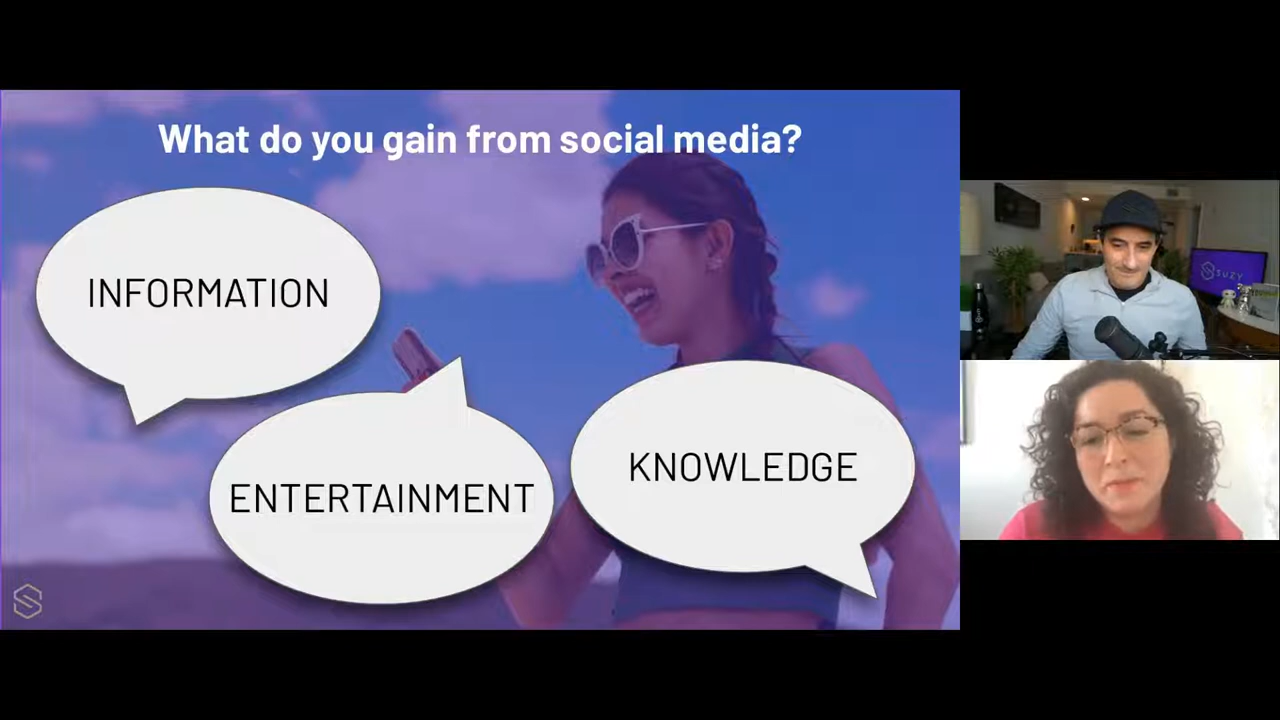 What do you gain from social media?
INFORMATION
ENTERTAINMENT
KNOWLEDGE
SUZY